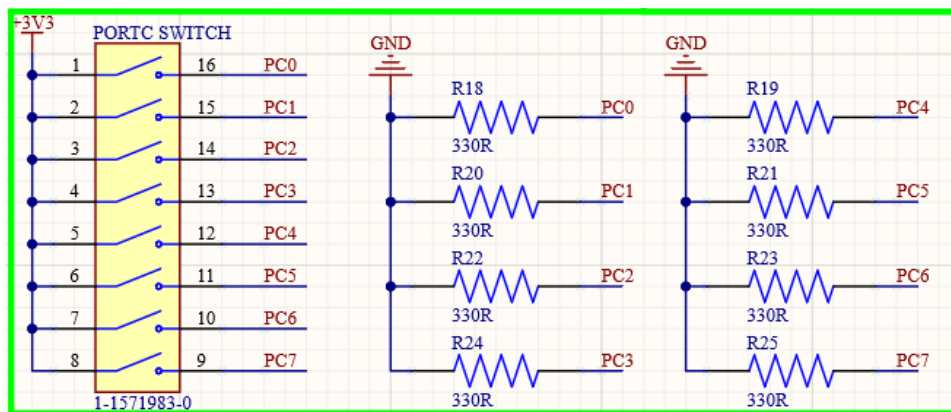 +3V3
PORTC SWITCH
1 16 PC0
2 15 PC1
3 14 PC2
4 13 PC3
5 12 PC4
6 11 PC5
7 10 PC6
8 9 PC7
1-1571983-0
GND
R18 PC0
330R
R20 PC1
330R
R22 PC2
330R
R24 PC3
330R
GND
R19 PC4
330R
R21 PC5
330R
R23 PC6
330R
R25 PC7
330R